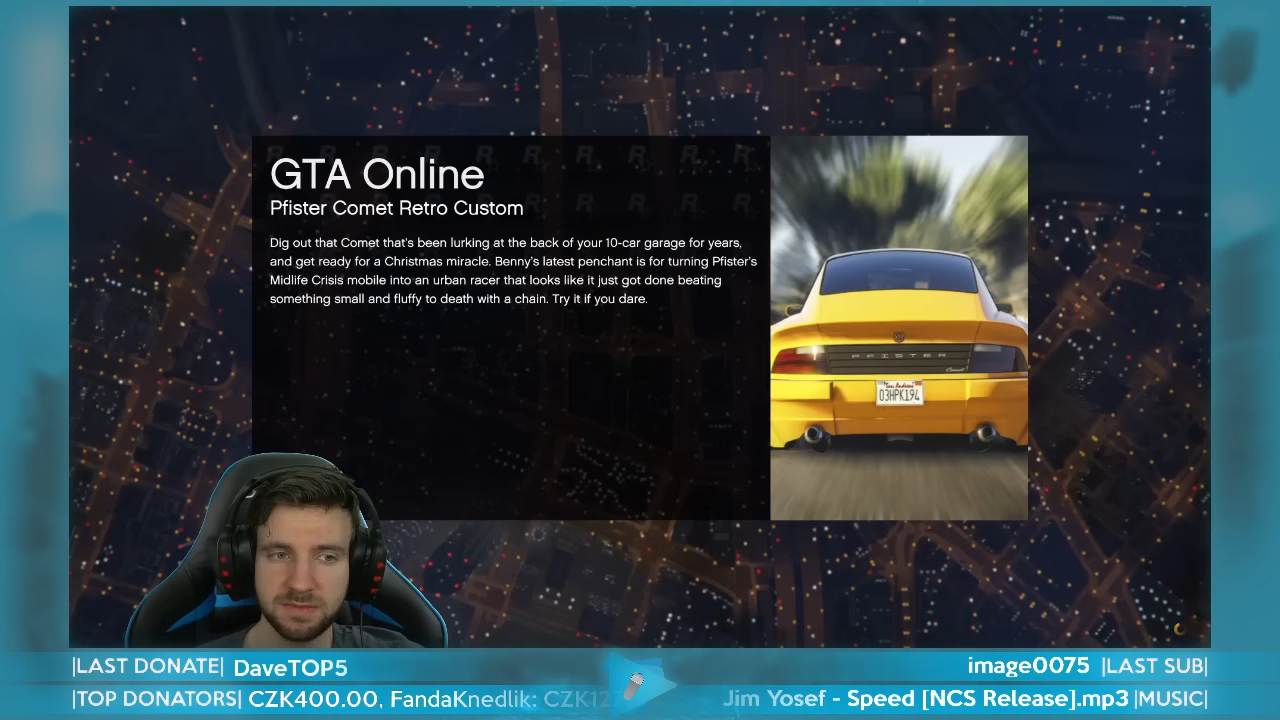 GTA Online
Pfister Comet Retro Custom
Dig out that Comet that's been lurking at the back of your 10-car garage for years,
and get ready for a Christmas miracle. Benny's latest penchant is for turning Pfister's
Midlife Crisis mobile into an urban racer that looks like it just got done beating
something small and fluffy to death with a chain. Try it if you dare.
PFISTER
Comet
San Andreas
03HPK194
|LAST DONATE| DaveTOP5
image0075 |LAST SUB|
|TOP DONATORS| CZK400.00, FandaKnedlik: CZK12
Jim Yosef - Speed [NCS Release].mp3 |MUSIC|